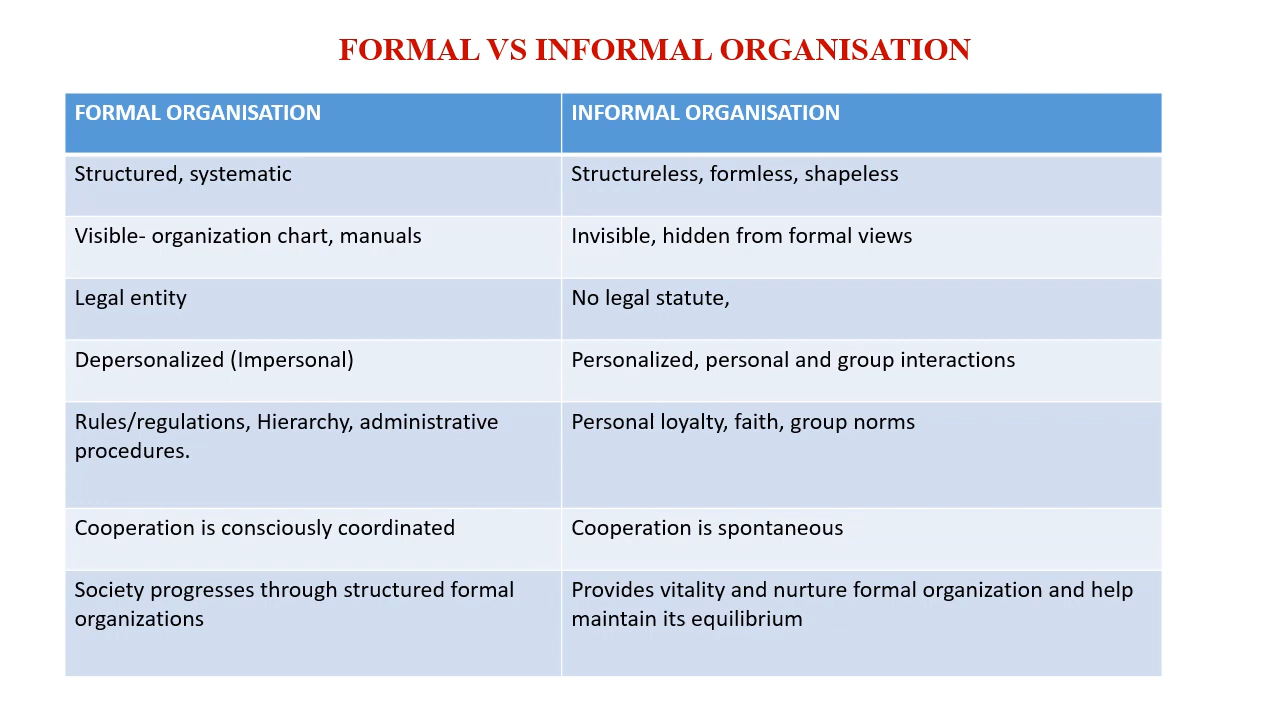 FORMAL VS INFORMAL ORGANISATION
FORMAL ORGANISATION
INFORMAL ORGANISATION
Structured, systematic
Structureless, formless, shapeless
Visible- organization chart, manuals
Invisible, hidden from formal views
Legal entity
No legal statute,
Depersonalized (Impersonal)
Personalized, personal and group interactions
Rules/regulations, Hierarchy, administrative
procedures.
Personal loyalty, faith, group norms
Cooperation is consciously coordinated
Cooperation is spontaneous
Society progresses through structured formal
organizations
Provides vitality and nurture formal organization and help
maintain its equilibrium